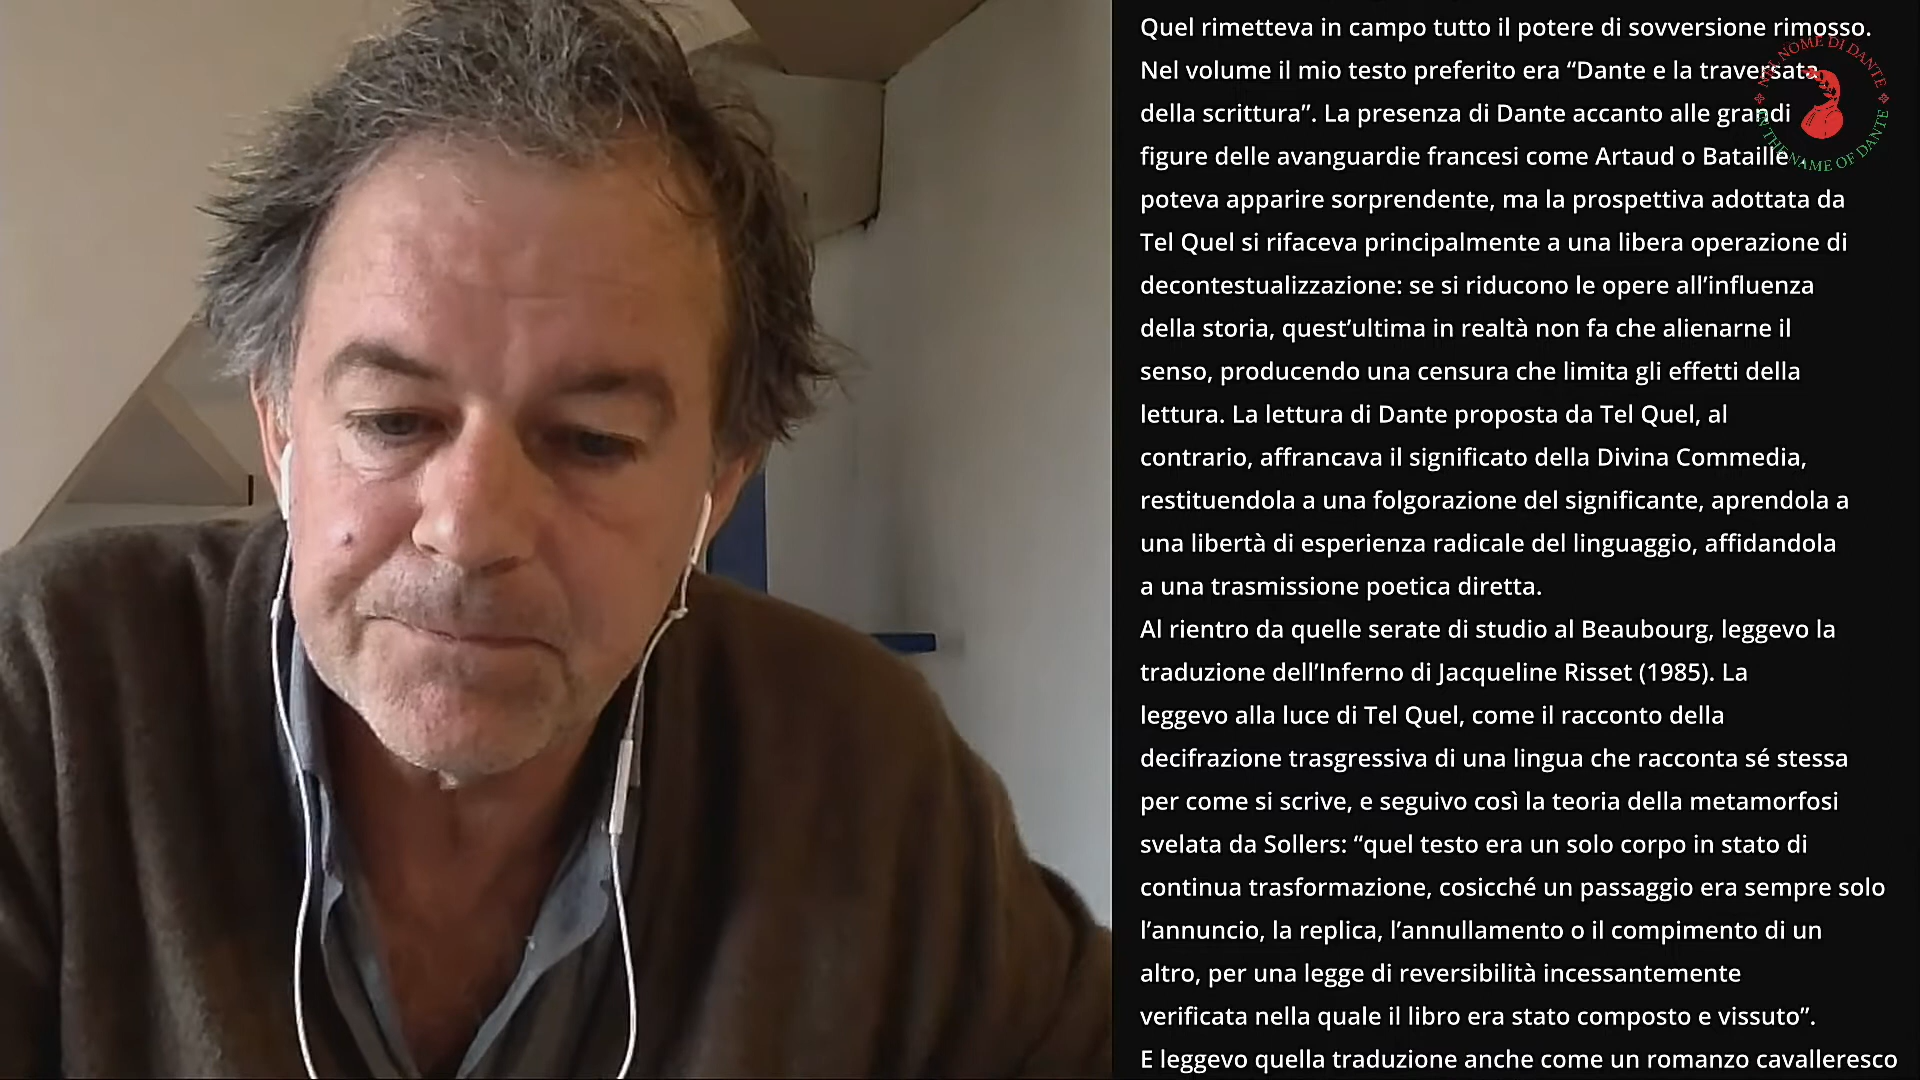 Quel rimetteva in campo tutto il potere di sovversione rimosso.
Nel volume il mio testo preferito era “Dante e la traversata
della scrittura”. La presenza di Dante accanto alle grandi
figure delle avanguardie francesi come Artaud o Bataille
poteva apparire sorprendente, ma la prospettiva adottata da
Tel Quel si rifaceva principalmente a una libera operazione di
decontestualizzazione: se si riducono le opere all’influenza
della storia, quest’ultima in realtà non fa che alienarne il
senso, producendo una censura che limita gli effetti della
lettura. La lettura di Dante proposta da Tel Quel, al
contrario, affrancava il significato della Divina Commedia,
restituendola a una folgorazione del significante, aprendola a
una libertà di esperienza radicale del linguaggio, affidandola
a una trasmissione poetica diretta.
Al rientro da quelle serate di studio al Beaubourg, leggevo la
traduzione dell’Inferno di Jacqueline Risset (1985). La
leggevo alla luce di Tel Quel, come il racconto della
decifrazione trasgressiva di una lingua che racconta sé stessa
per come si scrive, e seguivo così la teoria della metamorfosi
svelata da Sollers: “quel testo era un solo corpo in stato di
continua trasformazione, cosicché un passaggio era sempre solo
l’annuncio, la replica, l’annullamento o il compimento di un
altro, per una legge di reversibilità incessantemente
verificata nella quale il libro era stato composto e vissuto”.
E leggevo quella traduzione anche come un romanzo cavalleresco
NEL NOME DI DANTE
IN THE NAME OF DANTE